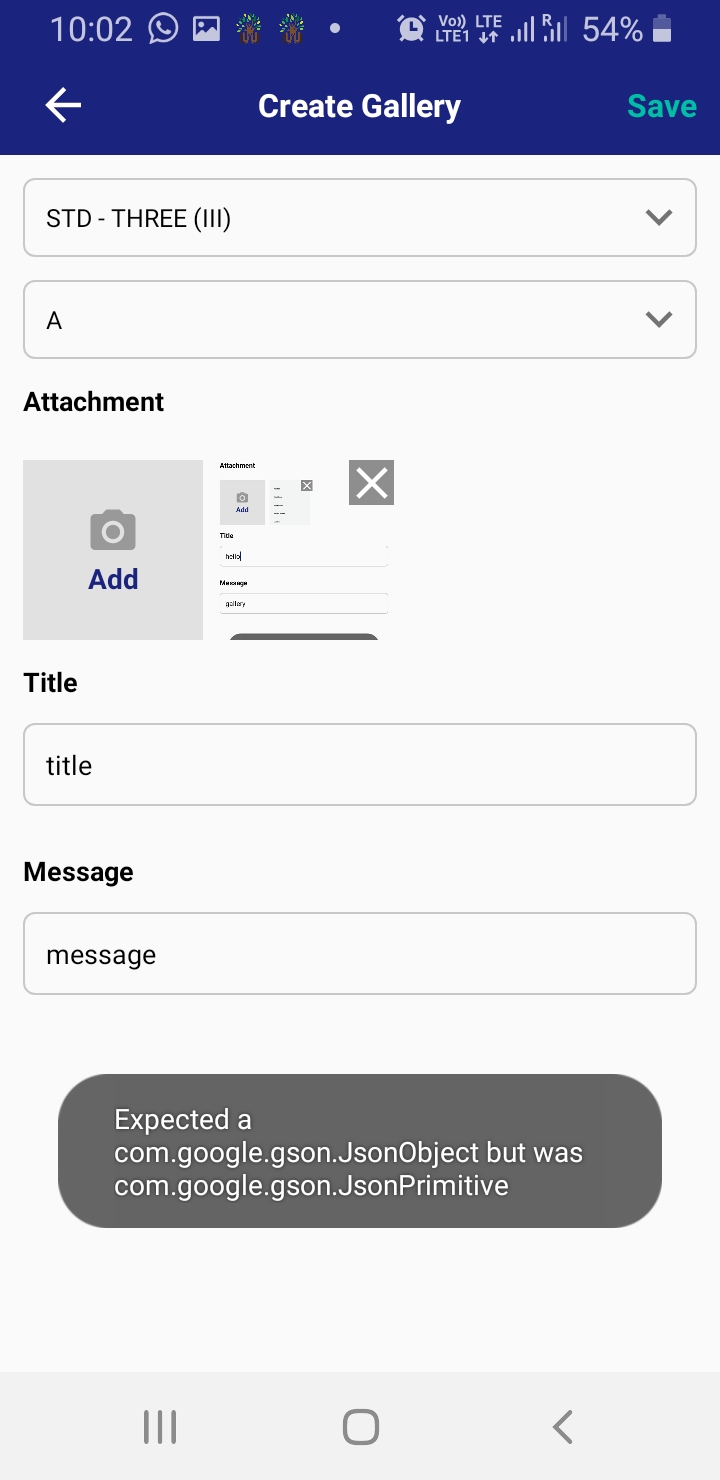 10:02 Vo)) LTE LTE1 R 54%
Create Gallery Save
STD - THREE (III)
A
Attachment
Add
Attachment
Add
Title
hello
Message
gallery
Title
title
Message
message
Expected a
com.google.gson.JsonObject but was
com.google.gson.JsonPrimitive